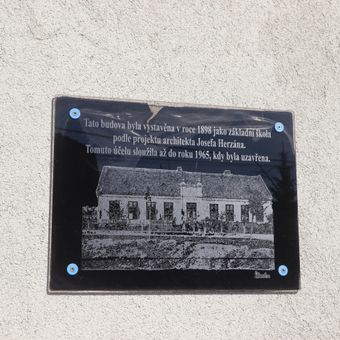 Tato budova byla vystavěna v roce 1898 jako základní škola
podle projektu architekta Josefa Herzána.
Tomuto účelu sloužila až do roku 1965, kdy byla uzavřena.